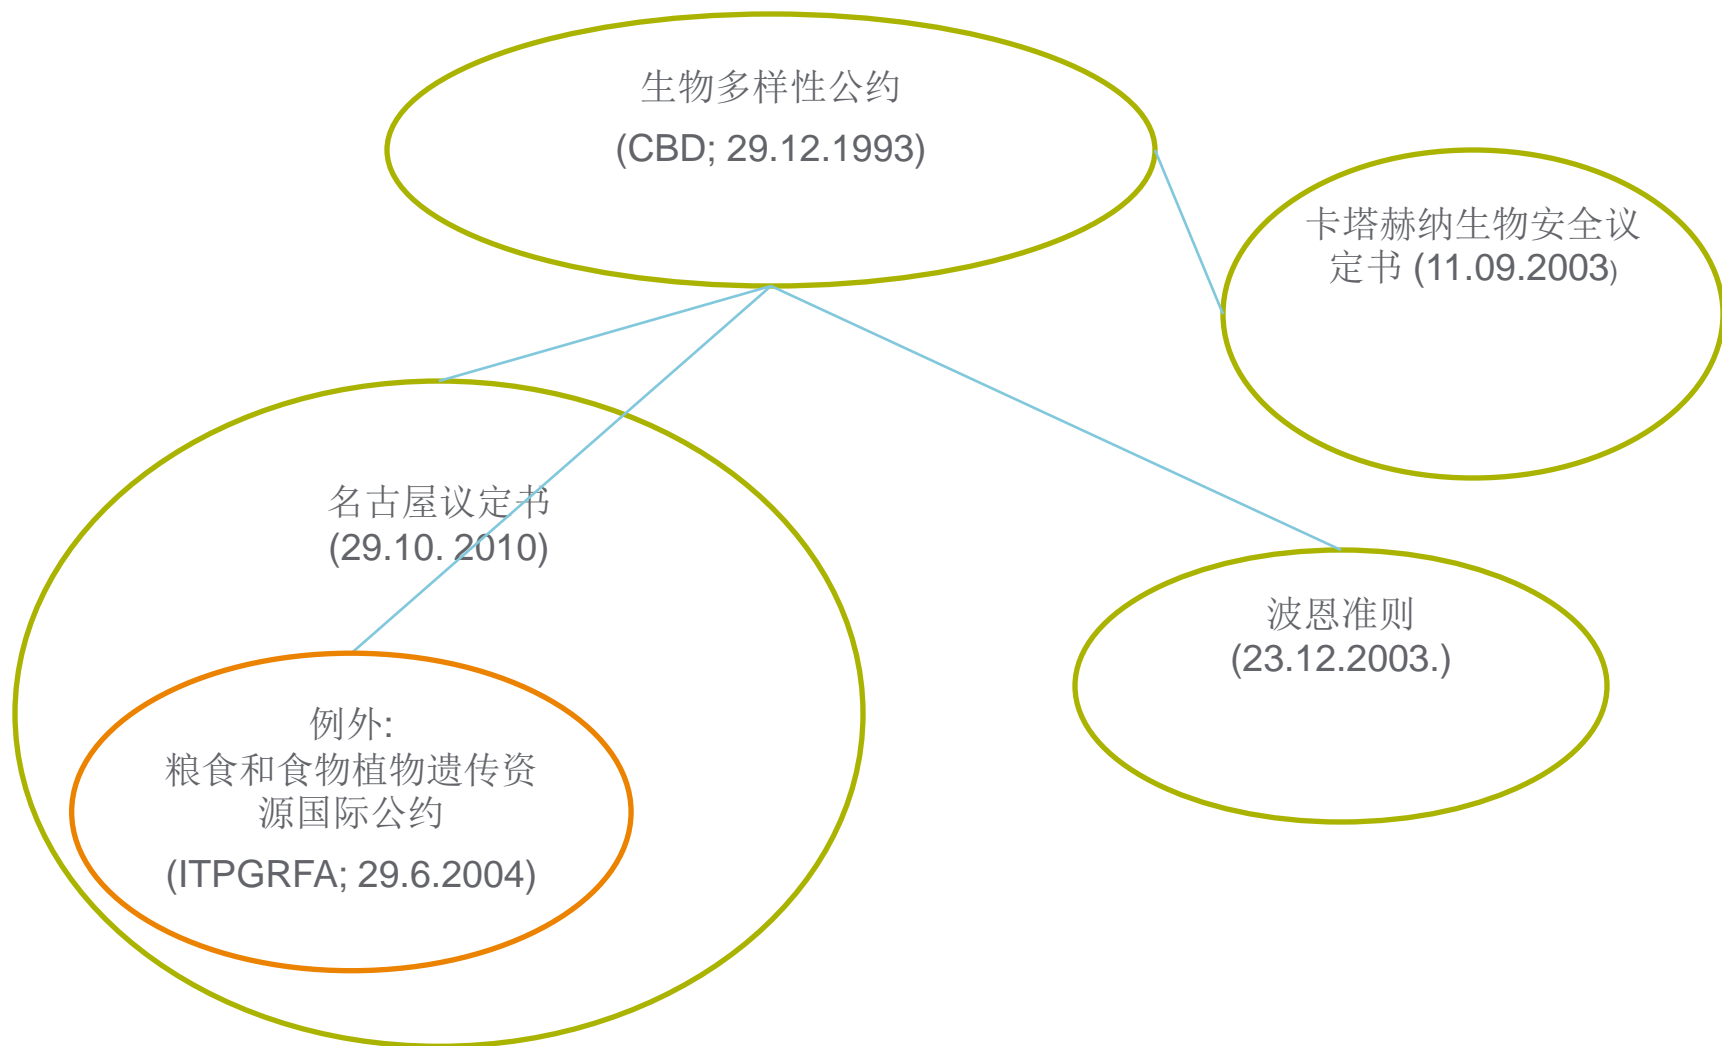 生物多样性公约
(CBD; 29.12.1993)
卡塔赫纳生物安全议
定书 (11.09.2003)
名古屋议定书
(29.10. 2010)
波恩准则
(23.12.2003.)
例外:
粮食和食物植物遗传资
源国际公约
(ITPGRFA; 29.6.2004)